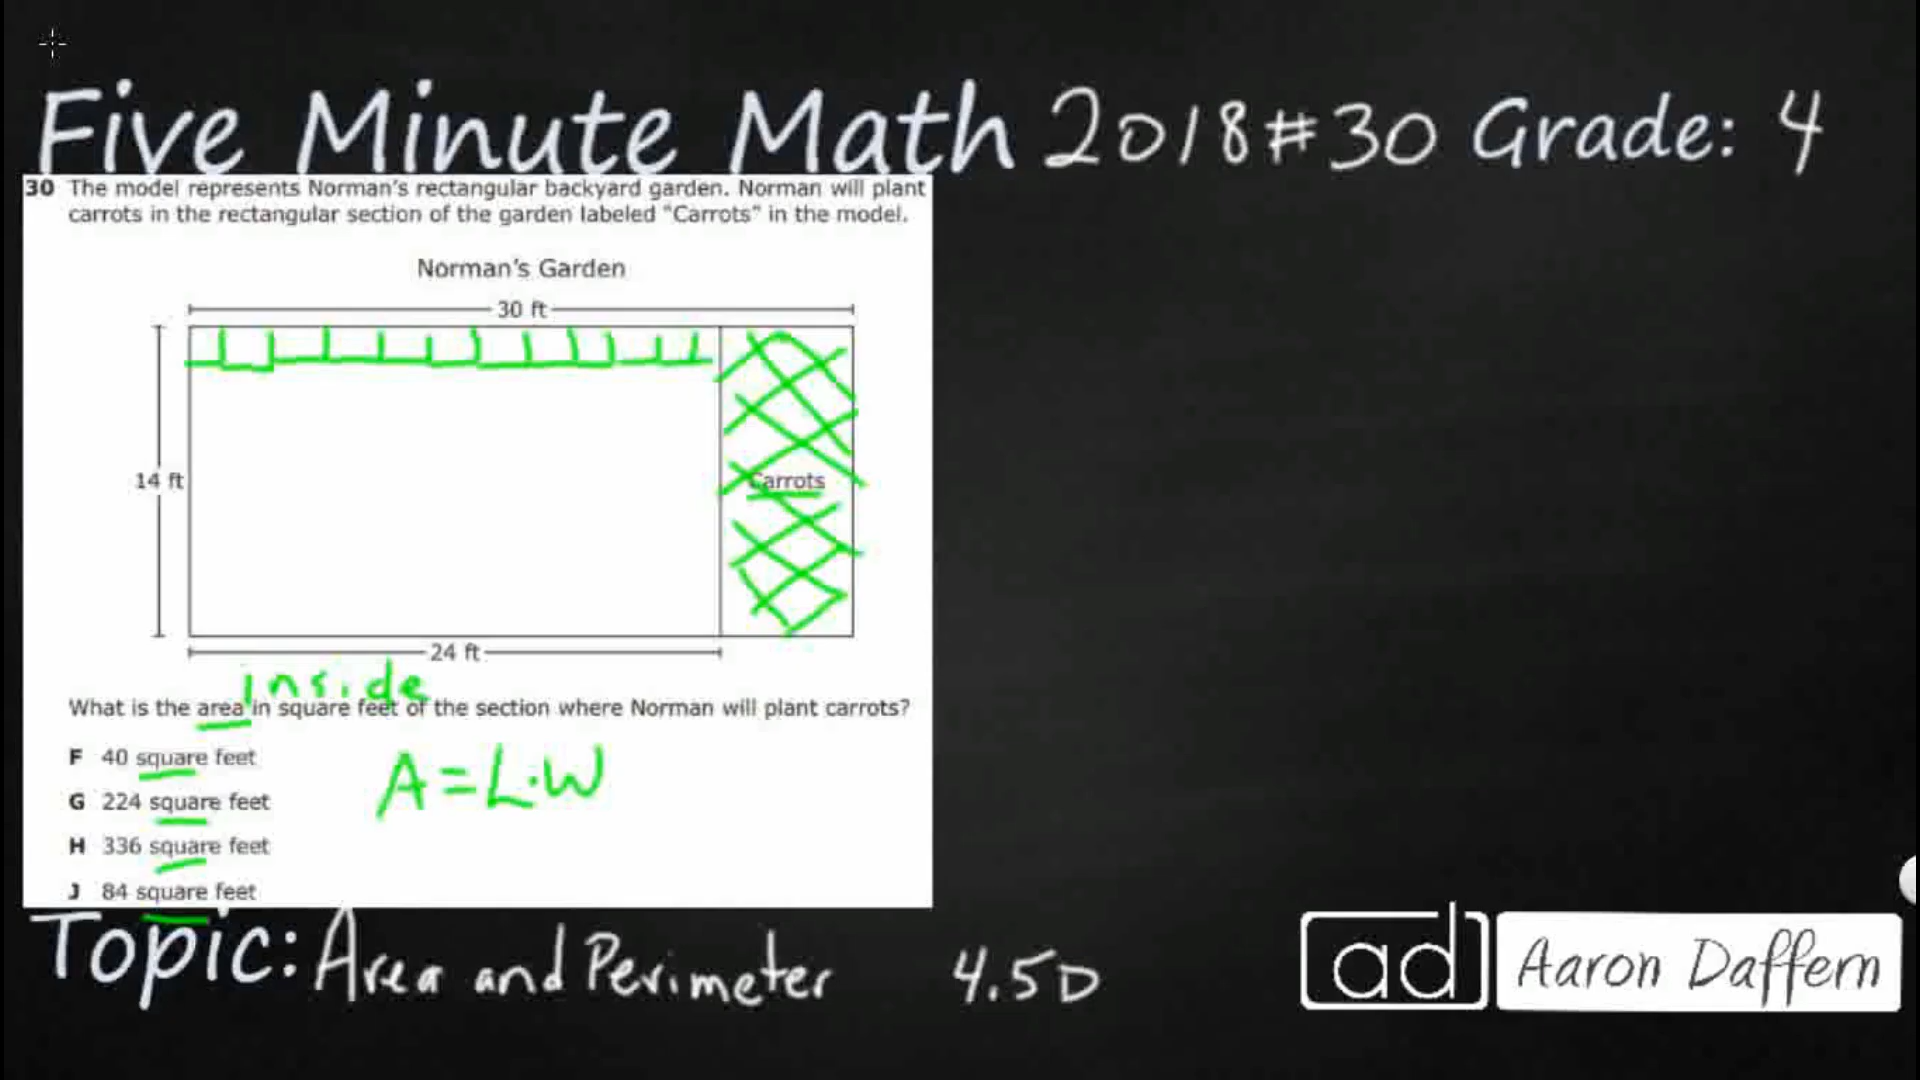 Five Minute Math 2018#30 Grade: 4
30 The model represents Norman's rectangular backyard garden. Norman will plant
carrots in the rectangular section of the garden labeled "Carrots" in the model.
Norman's Garden
30 ft
14 ft
Carrots
24 ft
inside
What is the area in square feet of the section where Norman will plant carrots?
F 40 square feet
A = L·W
G 224 square feet
H 336 square feet
J 84 square feet
Topic: Area and Perimeter 4.5D
ad Aaron Daffern